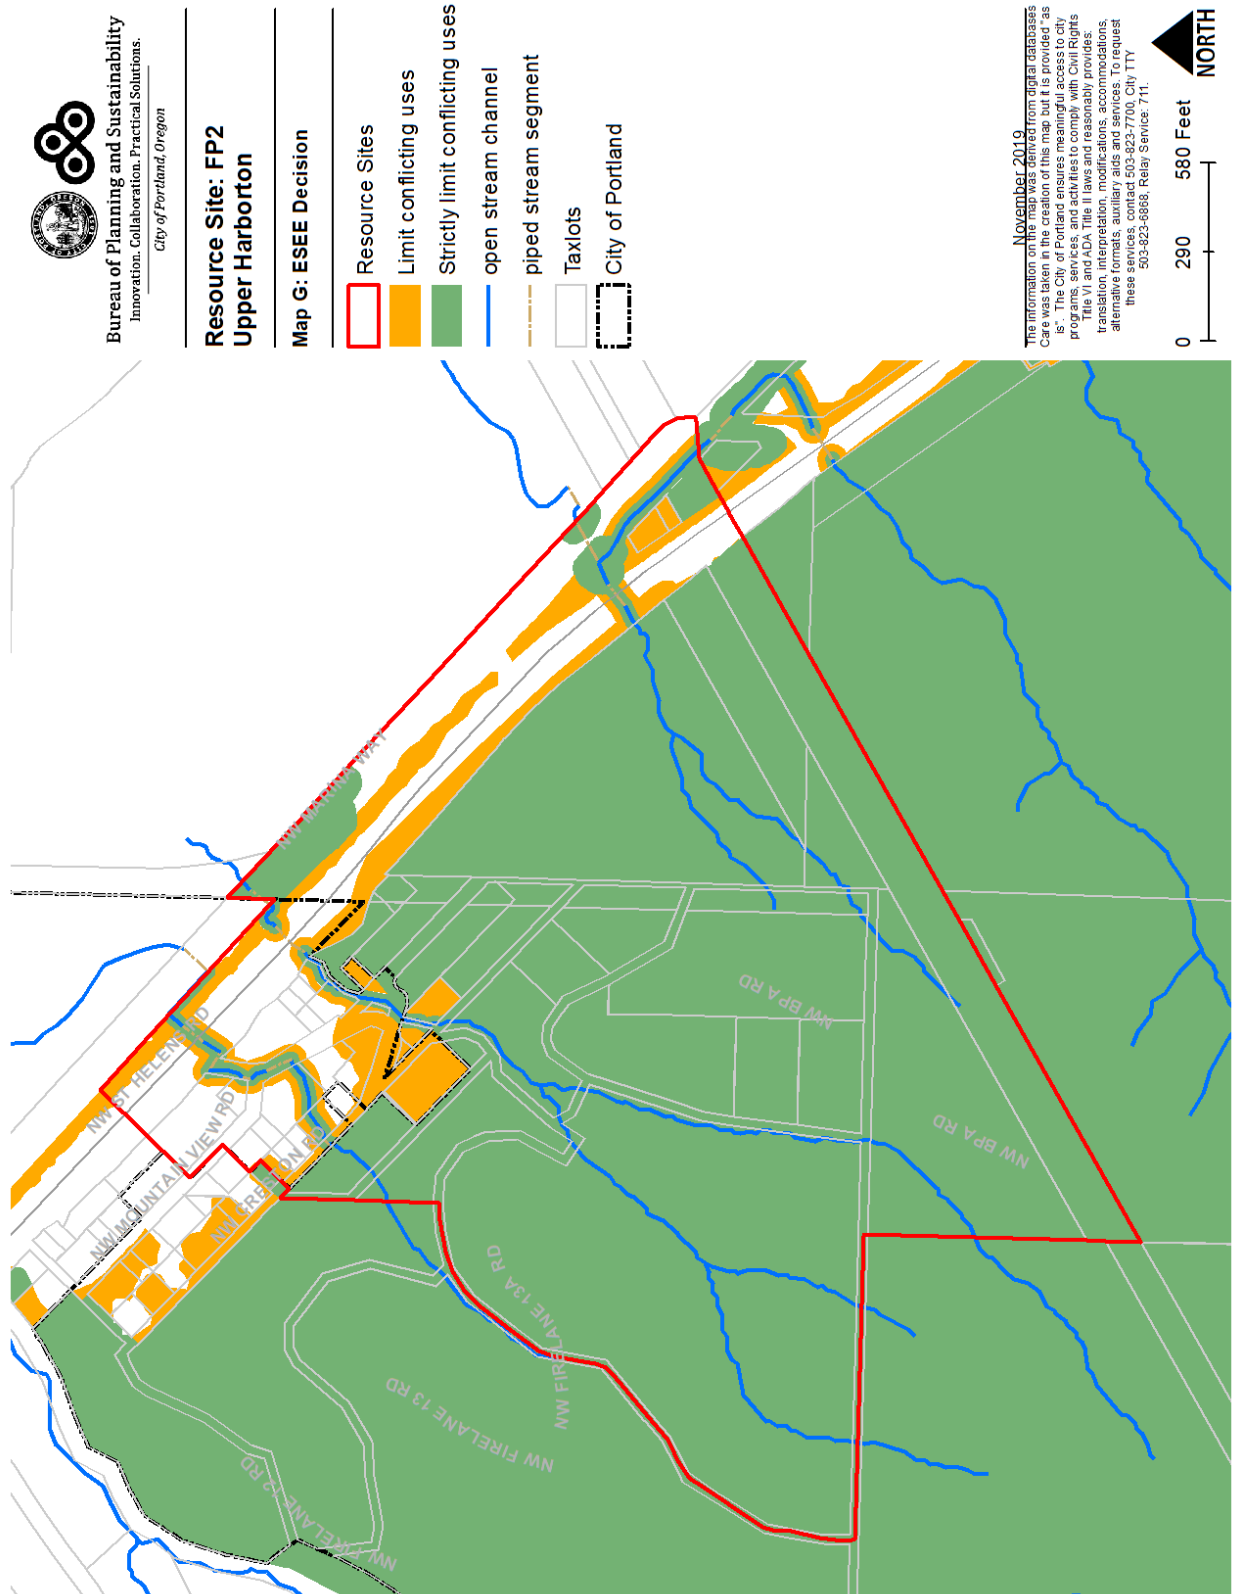 Bureau of Planning and Sustainability
Innovation. Collaboration. Practical Solutions.
City of Portland, Oregon
Resource Site: FP2
Upper Harborton
Map G: ESEE Decision
Resource Sites
Limit conflicting uses
Strictly limit conflicting uses
open stream channel
piped stream segment
Taxlots
City of Portland
November 2019
The information on the map was derived from digital databases
Care was taken in the creation of this map but it is provided "as
is". The City of Portland ensures meaningful access to city
programs, services, and activities to comply with Civil Rights
Title VI and ADA Title II laws and reasonably provides:
translation, interpretation, modifications, accommodations,
alternative formats, auxiliary aids and services. To request
these services, contact 503-823-7700, City TTY
503-823-6868, Relay Service: 711.
0 290 580 Feet
NORTH
NW MARINA WAY
NW ST HELENS RD
NW MOUNTAIN VIEW RD
NW CRESTON RD
NW BPA RD
NW BPA RD
NW FIRELANE 13A RD
NW FIRELANE 13 RD
NW FIRELANE 12 RD